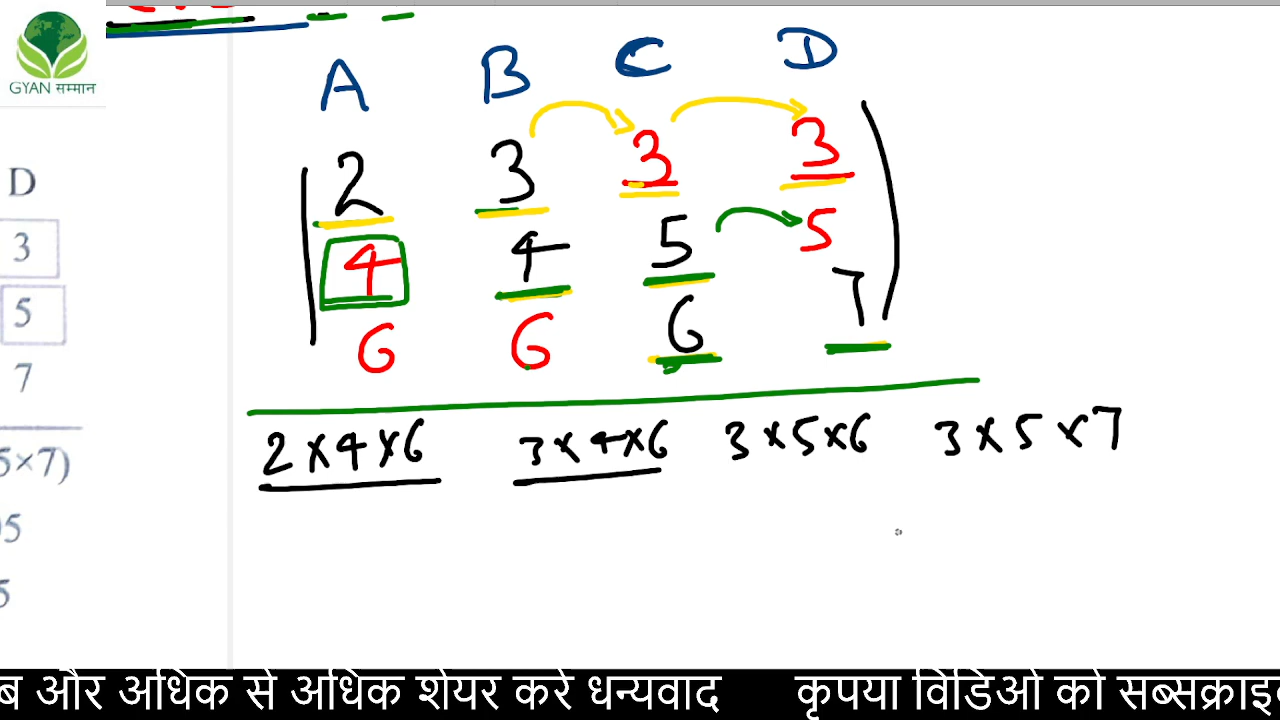 GYAN सम्मान
A B C D
2 3 3 3
4 4 5 5
6 6 6 7
2×4×6 3×4×6 3×5×6 3×5×7
D
3
5
7
5×7)
05
5
ब और अधिक से अधिक शेयर करे धन्यवाद कृपया विडिओ को सब्सक्राइ